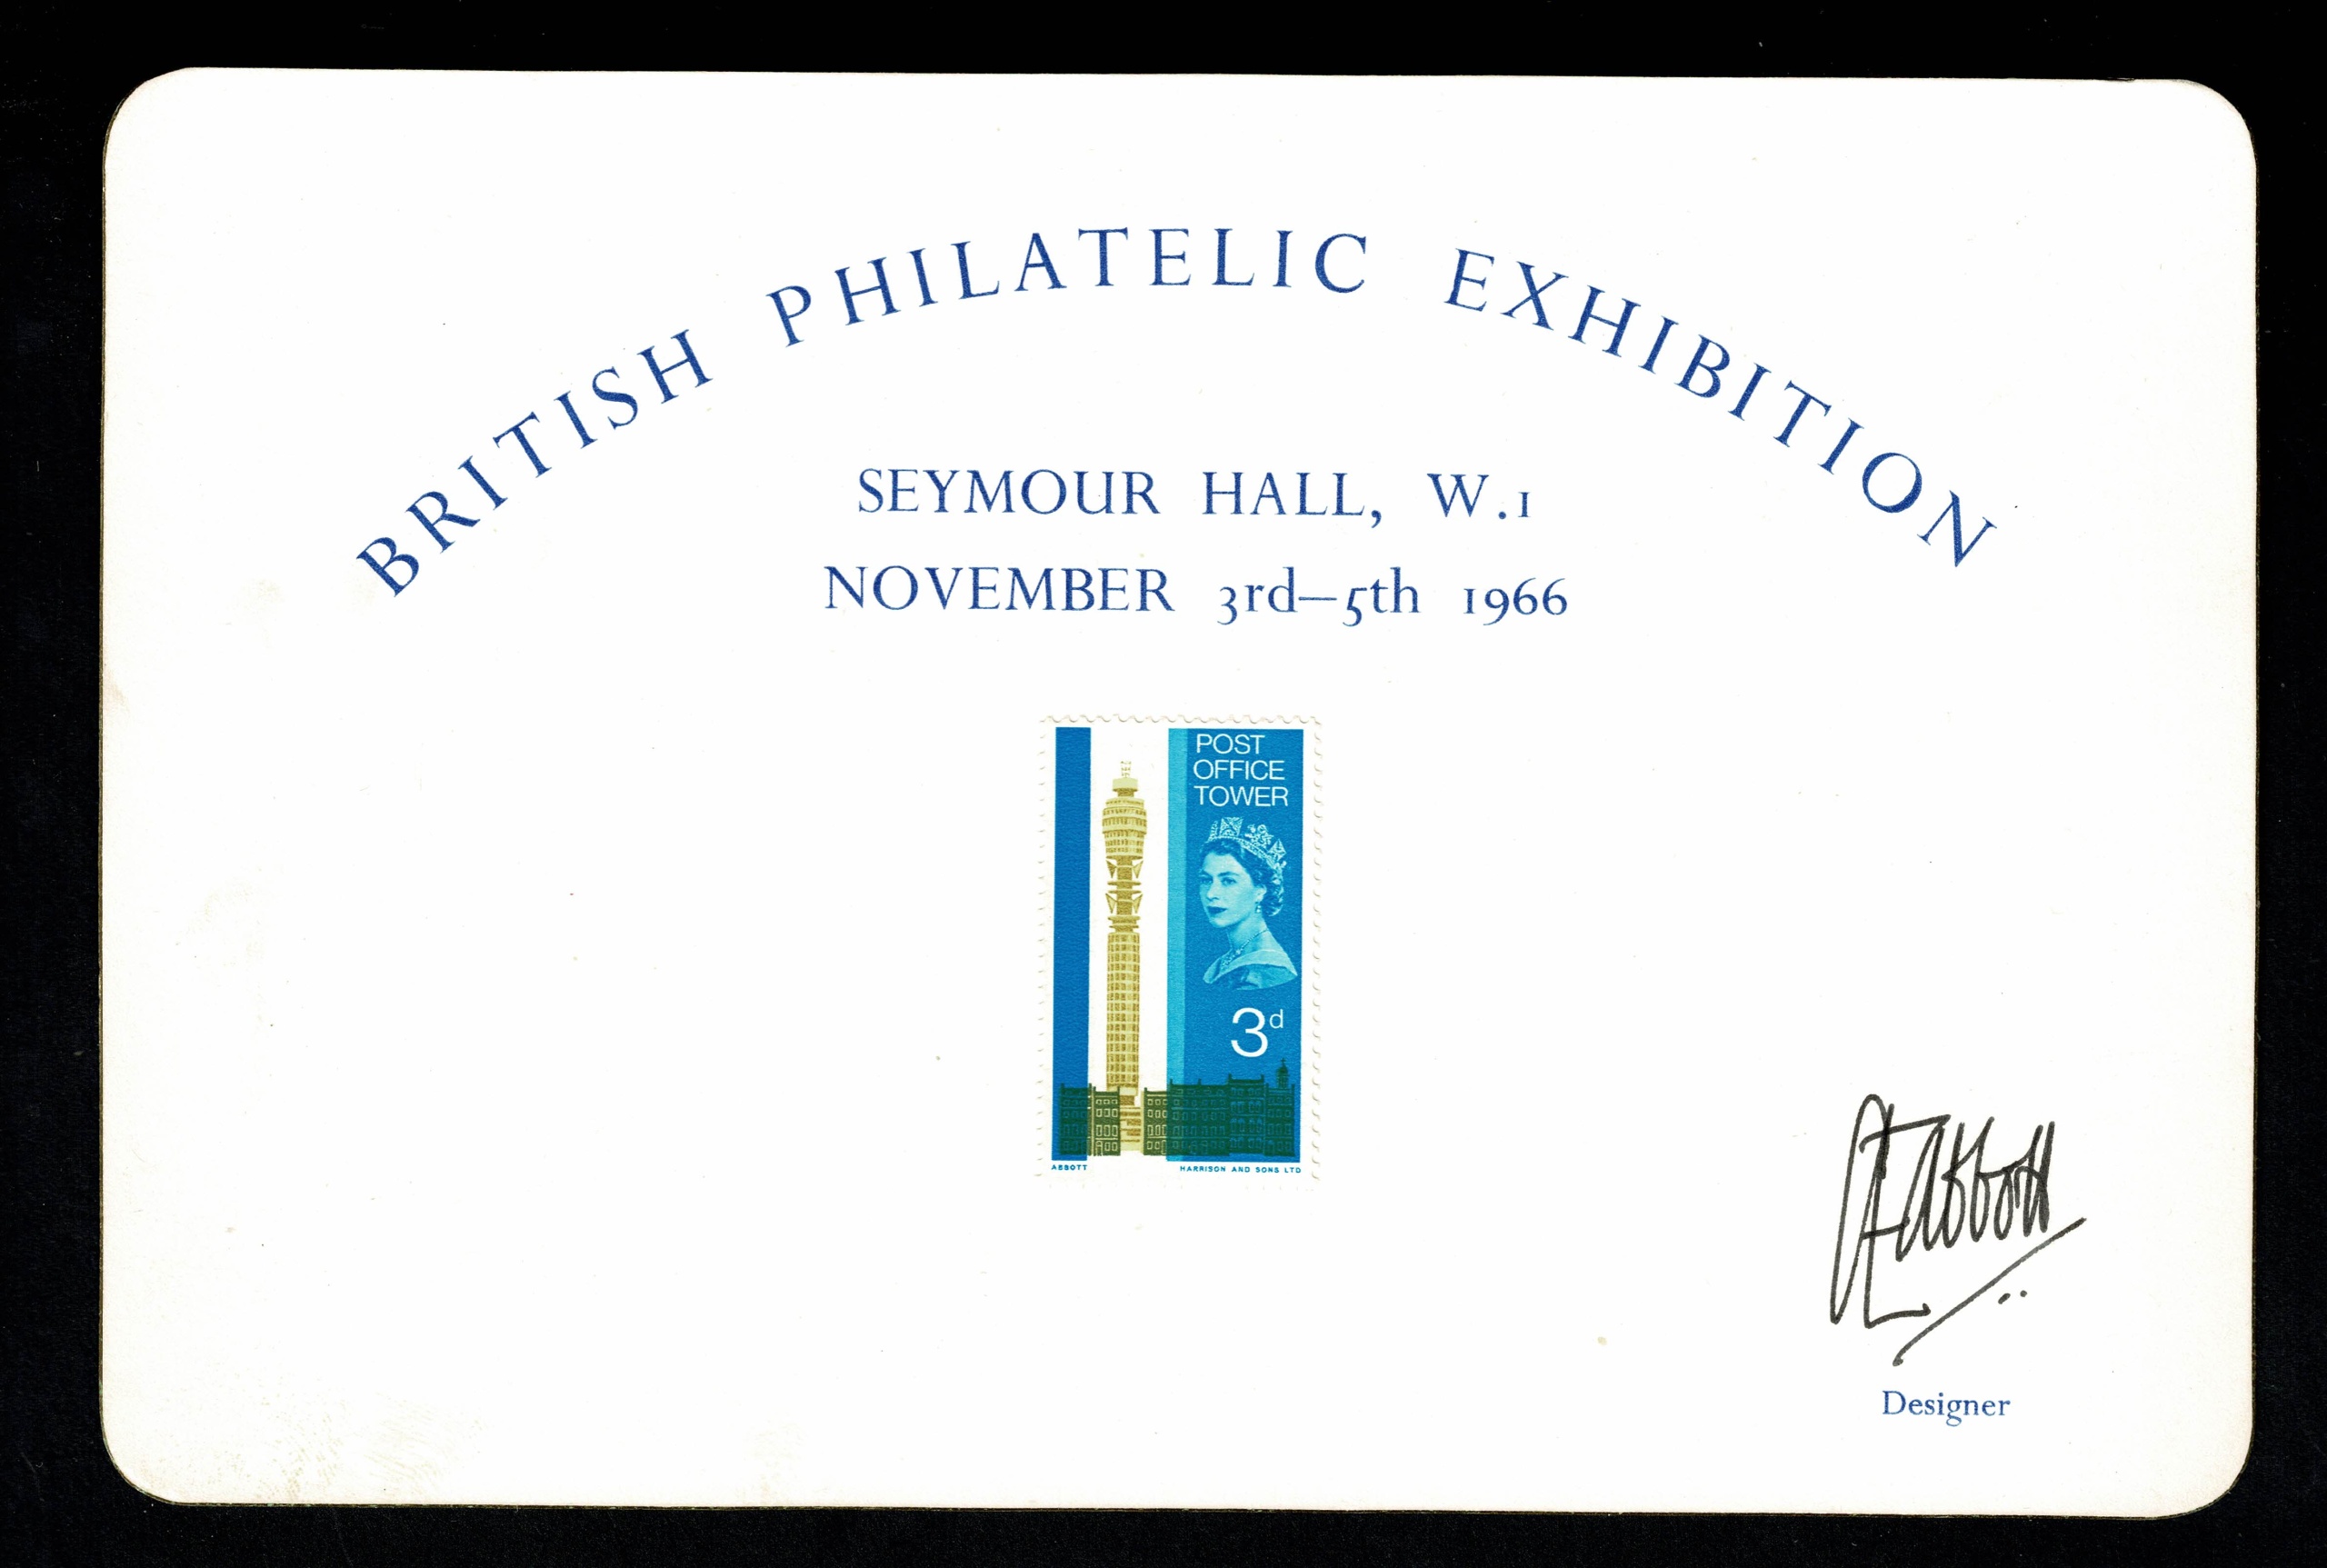 BRITISH PHILATELIC EXHIBITION
SEYMOUR HALL, W.1
NOVEMBER 3rd—5th 1966
POST
OFFICE
TOWER
3d
ABBOTT HARRISON AND SONS LTD
Abbott
Designer